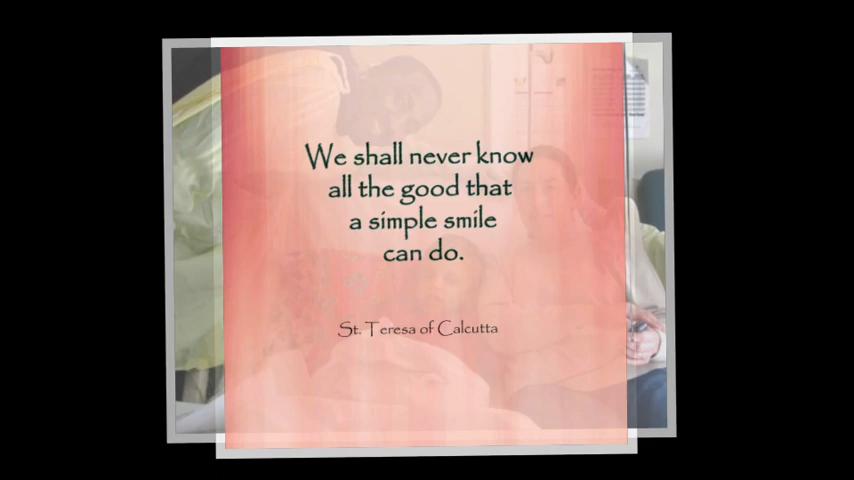 We shall never know
all the good that
a simple smile
can do.
St. Teresa of Calcutta